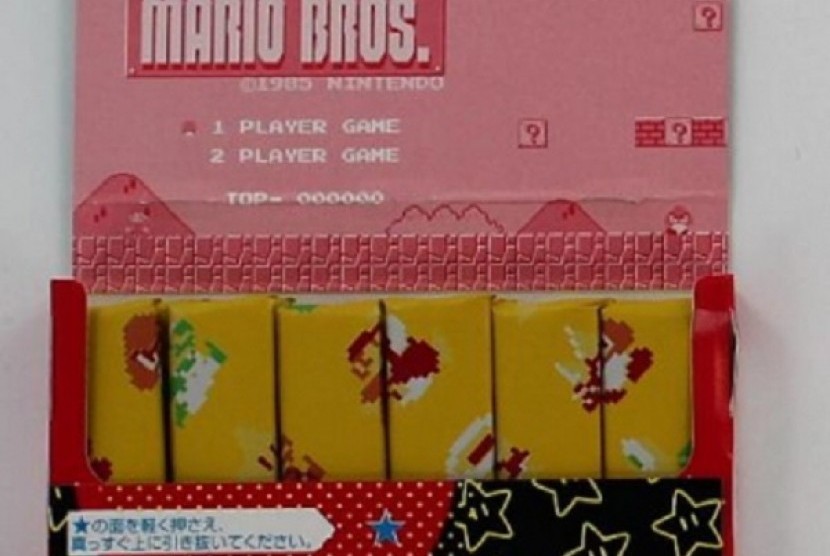 MARIO BROS.
©1985 NINTENDO
1 PLAYER GAME
2 PLAYER GAME
TOP- 000000
★の面を軽く押さえ、
真っすぐ上に引き抜いてください。